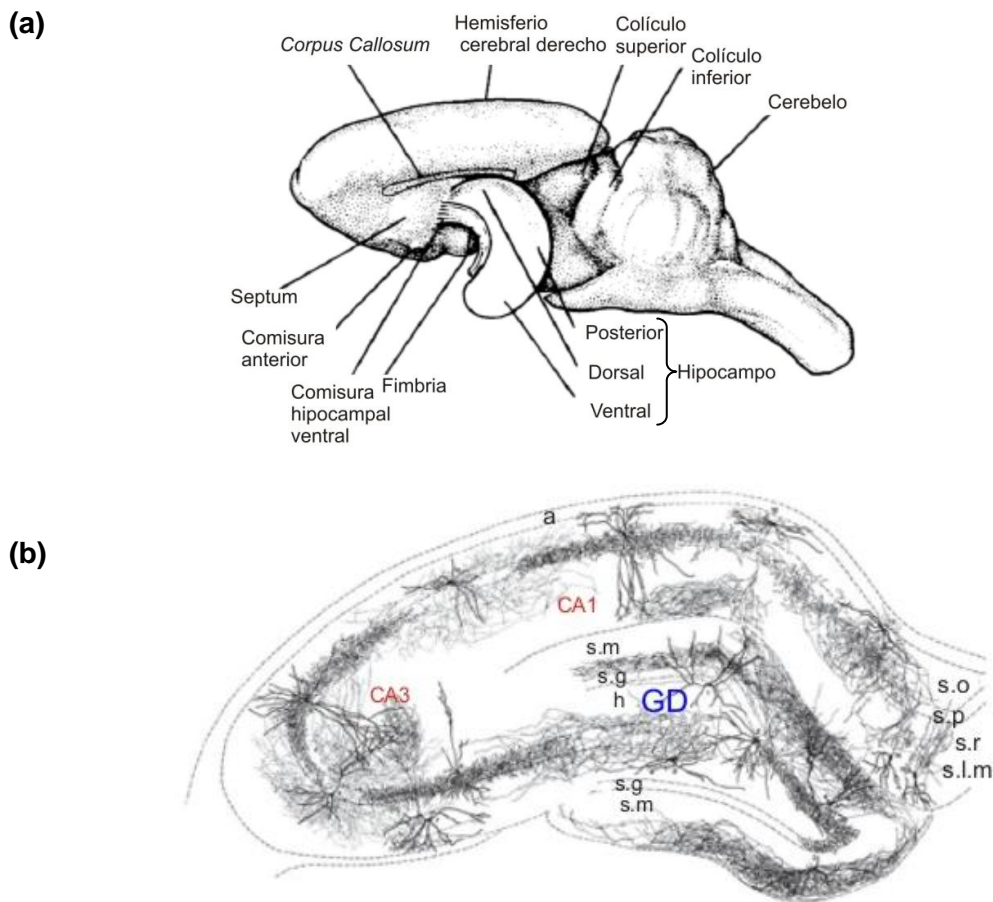 (a)
Corpus Callosum
Hemisferio
cerebral derecho
Colículo
superior
Colículo
inferior
Cerebelo
Septum
Comisura
anterior
Comisura
hipocampal
ventral
Fimbria
Posterior
Dorsal
Ventral
Hipocampo
(b)
a
CA1
s.m
s.g
CA3
h
GD
s.o
s.p
s.r
s.l.m
s.g
s.m